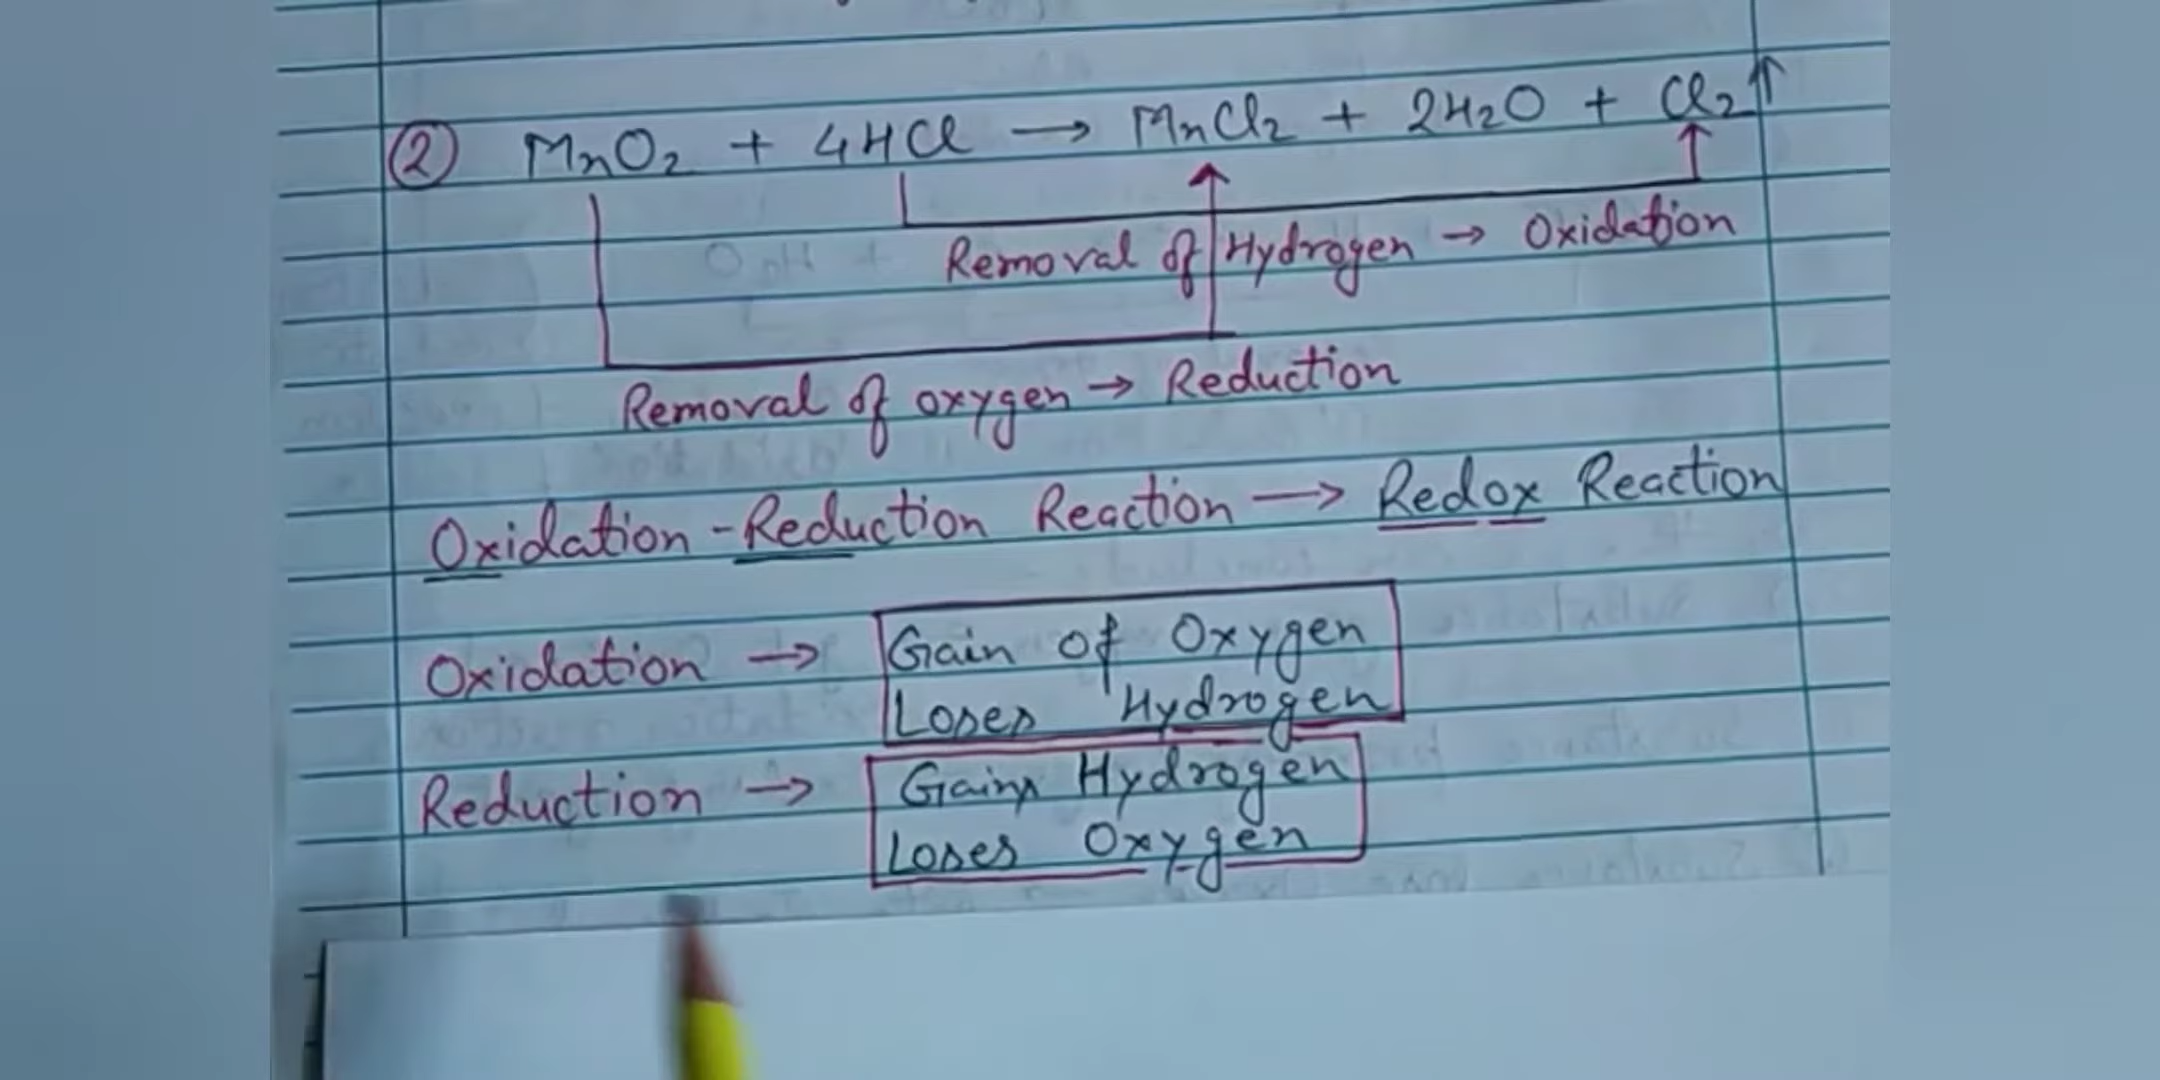 ② MnO₂ + 4HCl → MnCl₂ + 2H₂O + Cl₂↑
Removal of Hydrogen → Oxidation
Removal of oxygen → Reduction
Oxidation-Reduction Reaction → Redox Reaction
Oxidation → Gain of Oxygen
Loses Hydrogen
Reduction → Gains Hydrogen
Loses Oxygen